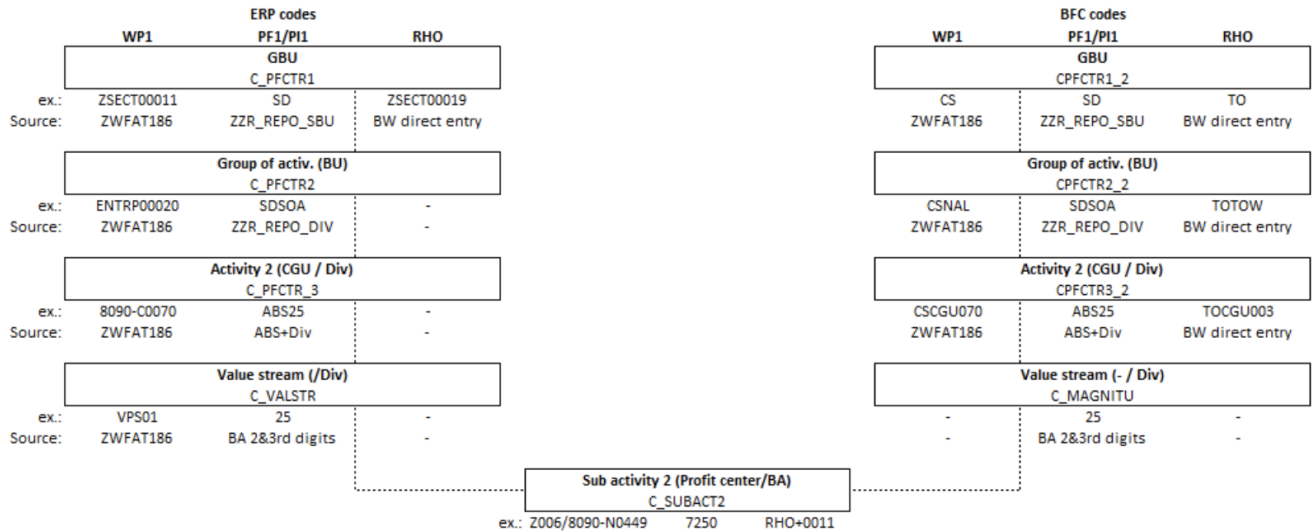 ERP codes BFC codes
WP1 PF1/PI1 RHO WP1 PF1/PI1 RHO
GBU GBU
C_PFCTR1 CPFCTR1_2
ex.: ZSECT00011 SD ZSECT00019 CS SD TO
Source: ZWFAT186 ZZR_REPO_SBU BW direct entry ZWFAT186 ZZR_REPO_SBU BW direct entry
Group of activ. (BU) Group of activ. (BU)
C_PFCTR2 CPFCTR2_2
ex.: ENTRP00020 SDSOA - CSNAL SDSOA TOTOW
Source: ZWFAT186 ZZR_REPO_DIV - ZWFAT186 ZZR_REPO_DIV BW direct entry
Activity 2 (CGU / Div) Activity 2 (CGU / Div)
C_PFCTR_3 CPFCTR3_2
ex.: 8090-C0070 ABS25 - CSCGU070 ABS25 TOCGU003
Source: ZWFAT186 ABS+Div - ZWFAT186 ABS+Div BW direct entry
Value stream (/Div) Value stream (- / Div)
C_VALSTR C_MAGNITU
ex.: VPS01 25 - - 25 -
Source: ZWFAT186 BA 2&3rd digits - - BA 2&3rd digits -
Sub activity 2 (Profit center/BA)
C_SUBACT2
ex.: Z006/8090-N0449 7250 RHO+0011